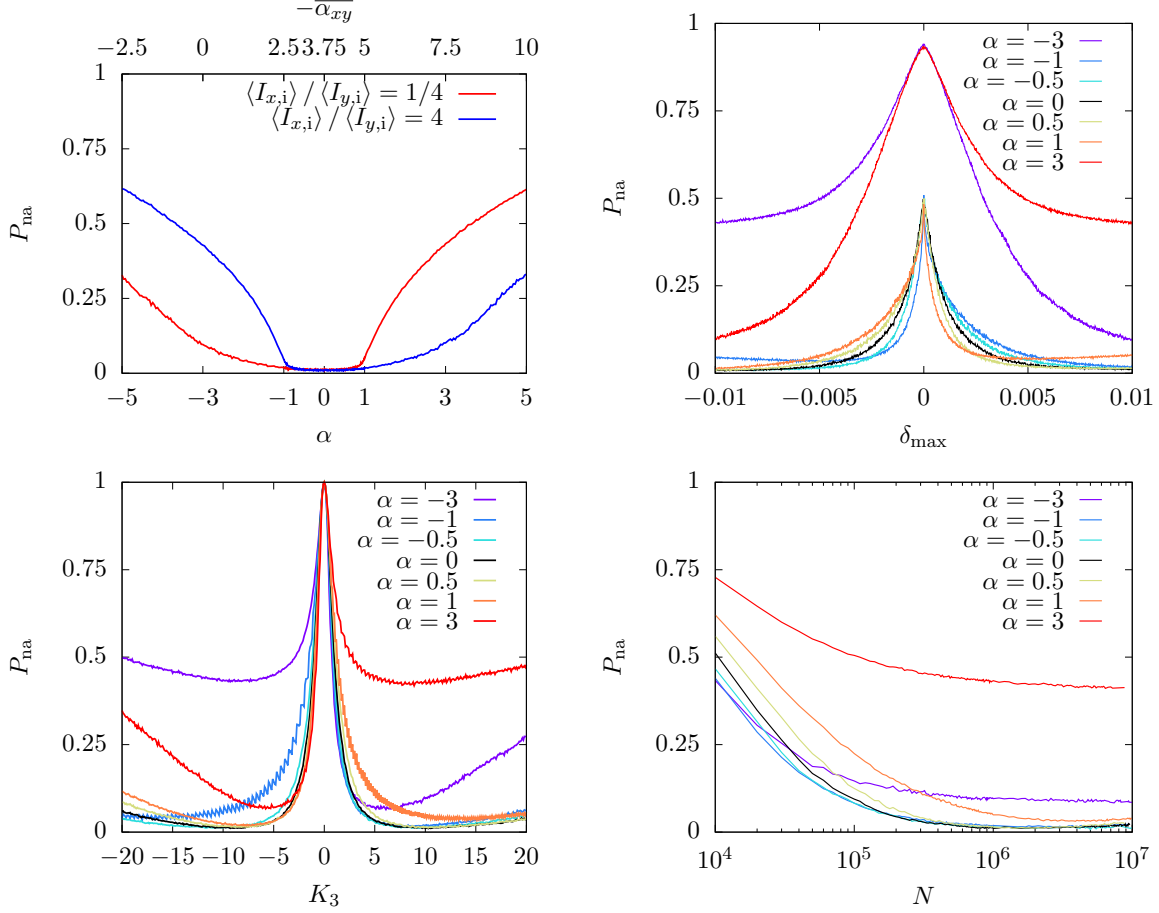 −α_xy
−2.5 0 2.5 3.75 5 7.5 10
1
0.75
0.5
0.25
0
P_na
⟨I_x,i⟩ / ⟨I_y,i⟩ = 1/4
⟨I_x,i⟩ / ⟨I_y,i⟩ = 4
−5 −3 −1 0 1 3 5
α
1
0.75
0.5
0.25
0
P_na
α = −3
α = −1
α = −0.5
α = 0
α = 0.5
α = 1
α = 3
−0.01 −0.005 0 0.005 0.01
δ_max
1
0.75
0.5
0.25
0
P_na
α = −3
α = −1
α = −0.5
α = 0
α = 0.5
α = 1
α = 3
−20 −15 −10 −5 0 5 10 15 20
K_3
1
0.75
0.5
0.25
0
P_na
α = −3
α = −1
α = −0.5
α = 0
α = 0.5
α = 1
α = 3
10^4 10^5 10^6 10^7
N